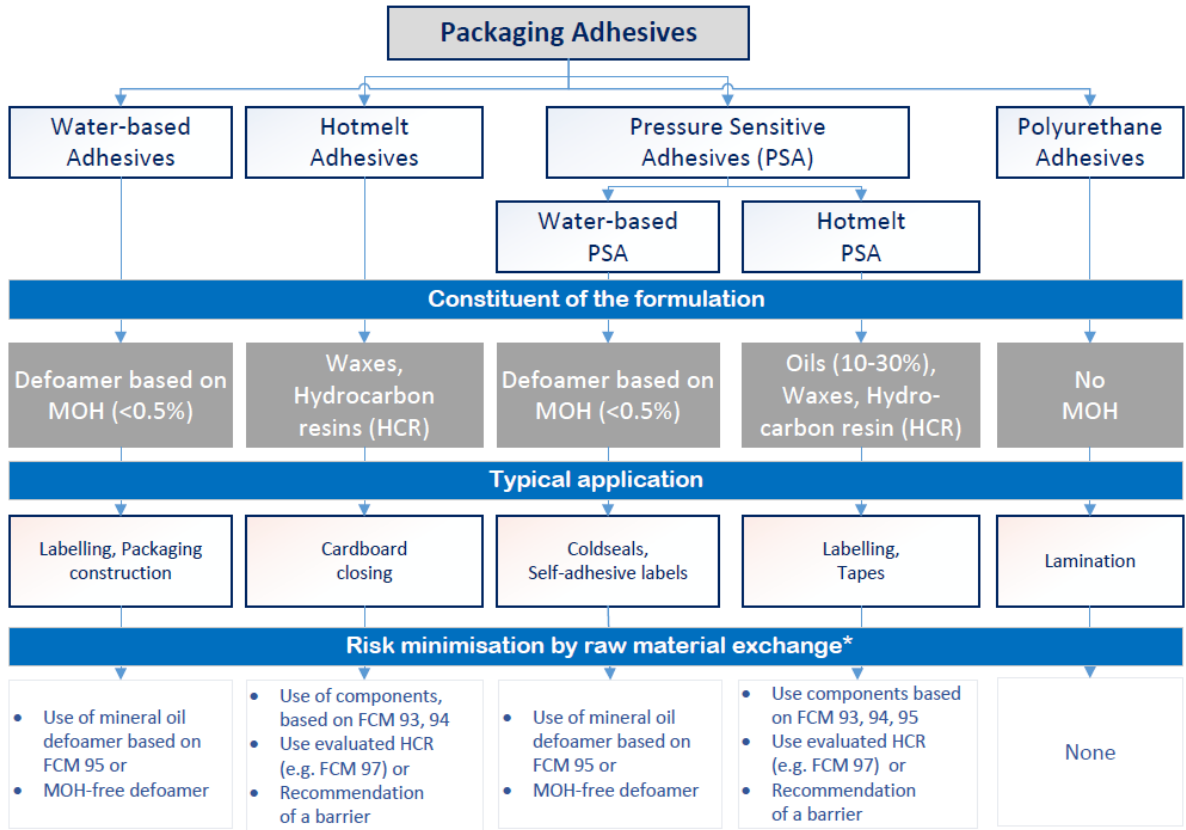 Packaging Adhesives
Water-based
Adhesives
Hotmelt
Adhesives
Pressure Sensitive
Adhesives (PSA)
Polyurethane
Adhesives
Water-based
PSA
Hotmelt
PSA
Constituent of the formulation
Defoamer based on
MOH (<0.5%)
Waxes,
Hydrocarbon
resins (HCR)
Defoamer based on
MOH (<0.5%)
Oils (10-30%),
Waxes, Hydro-
carbon resin (HCR)
No
MOH
Typical application
Labelling, Packaging
construction
Cardboard
closing
Coldseals,
Self-adhesive labels
Labelling,
Tapes
Lamination
Risk minimisation by raw material exchange*
• Use of mineral oil
defoamer based on
FCM 95 or
• MOH-free defoamer
• Use of components,
based on FCM 93, 94
• Use evaluated HCR
(e.g. FCM 97) or
• Recommendation
of a barrier
• Use of mineral oil
defoamer based on
FCM 95 or
• MOH-free defoamer
• Use components based
on FCM 93, 94, 95
• Use evaluated HCR
(e.g. FCM 97) or
• Recommendation
of a barrier
None